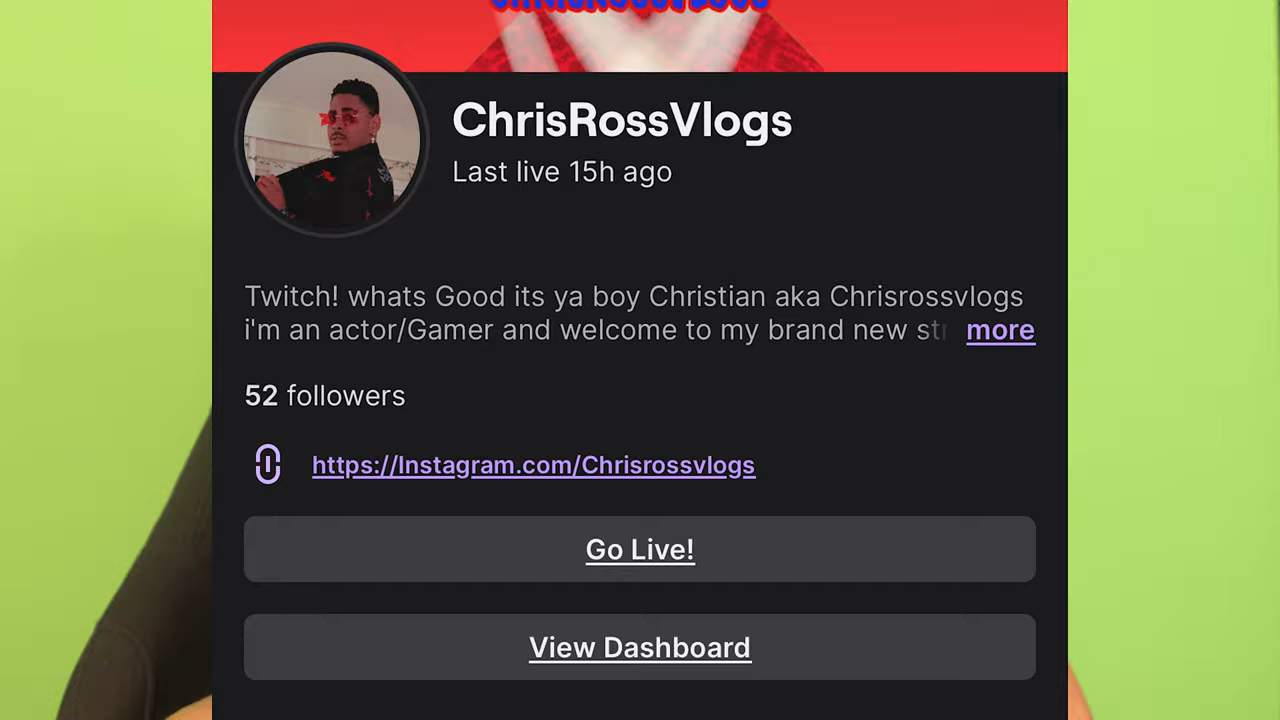 ChrisRossVlogs
Last live 15h ago
Twitch! whats Good its ya boy Christian aka Chrisrossvlogs
i'm an actor/Gamer and welcome to my brand new more
52 followers
https://Instagram.com/Chrisrossvlogs
Go Live!
View Dashboard